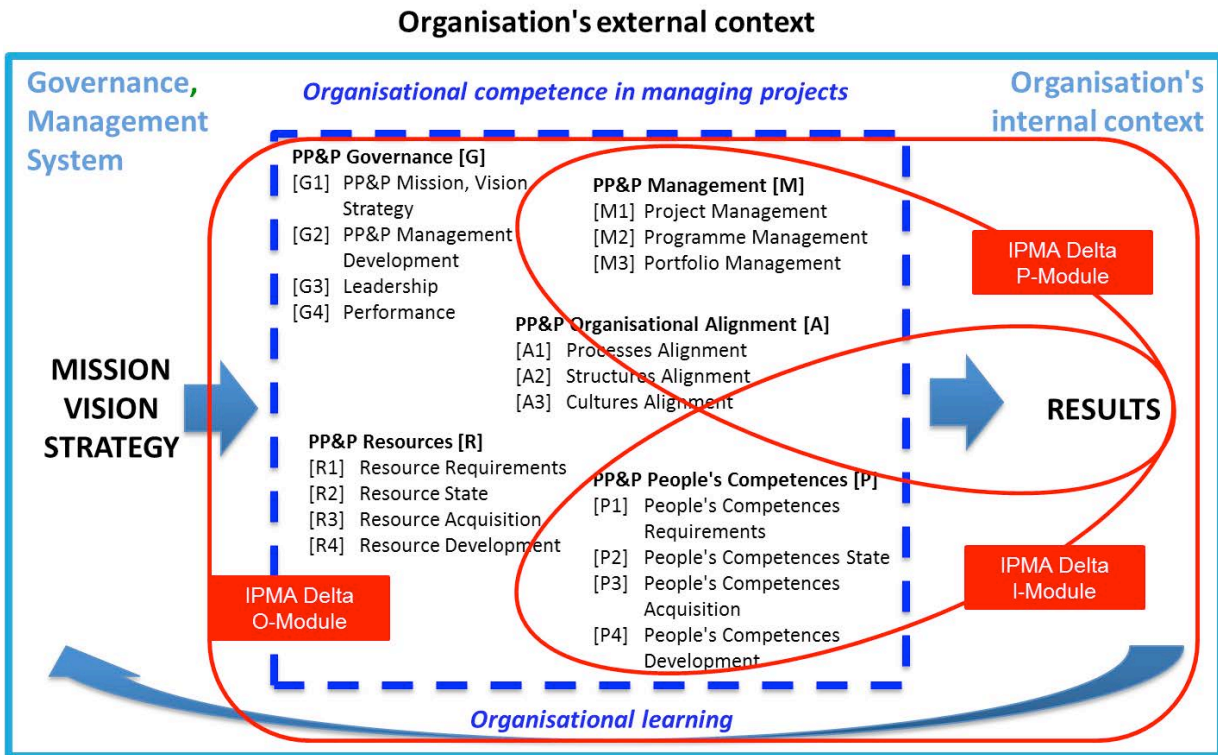 Organisation's external context
Governance,
Management
System
Organisational competence in managing projects
Organisation's
internal context
PP&P Governance [G]
[G1] PP&P Mission, Vision
Strategy
[G2] PP&P Management
Development
[G3] Leadership
[G4] Performance
PP&P Management [M]
[M1] Project Management
[M2] Programme Management
[M3] Portfolio Management
IPMA Delta
P-Module
PP&P Organisational Alignment [A]
[A1] Processes Alignment
[A2] Structures Alignment
[A3] Cultures Alignment
MISSION
VISION
STRATEGY
RESULTS
PP&P Resources [R]
[R1] Resource Requirements
[R2] Resource State
[R3] Resource Acquisition
[R4] Resource Development
PP&P People's Competences [P]
[P1] People's Competences
Requirements
[P2] People's Competences State
[P3] People's Competences
Acquisition
[P4] People's Competences
Development
IPMA Delta
O-Module
IPMA Delta
I-Module
Organisational learning